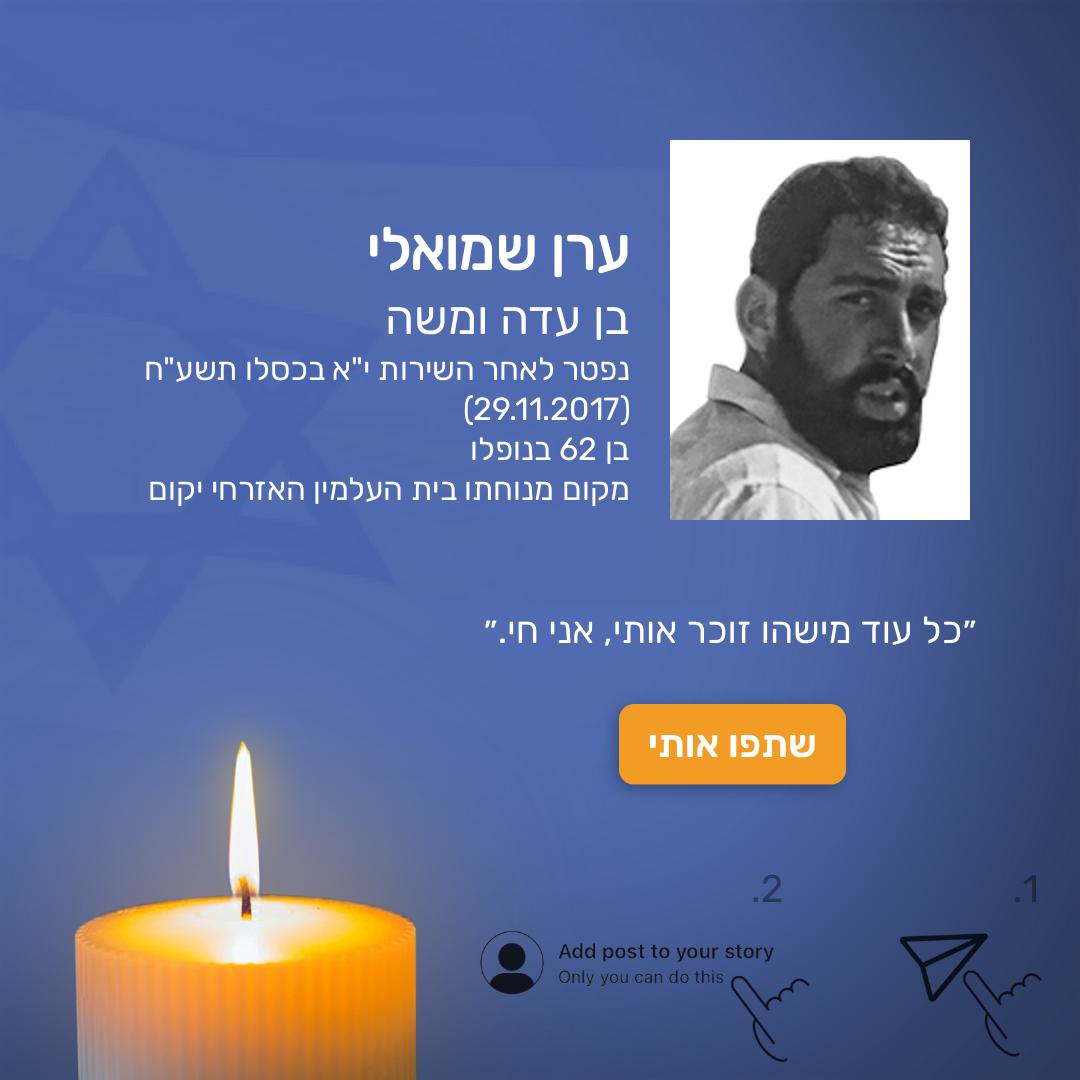 ערן שמואלי
בן עדה ומשה
נפטר לאחר השירות י"א בכסלו תשע"ח
(29.11.2017)
בן 62 בנופלו
מקום מנוחתו בית העלמין האזרחי יקום
״כל עוד מישהו זוכר אותי, אני חי.״
שתפו אותי
1.
2.
Add post to your story
Only you can do this